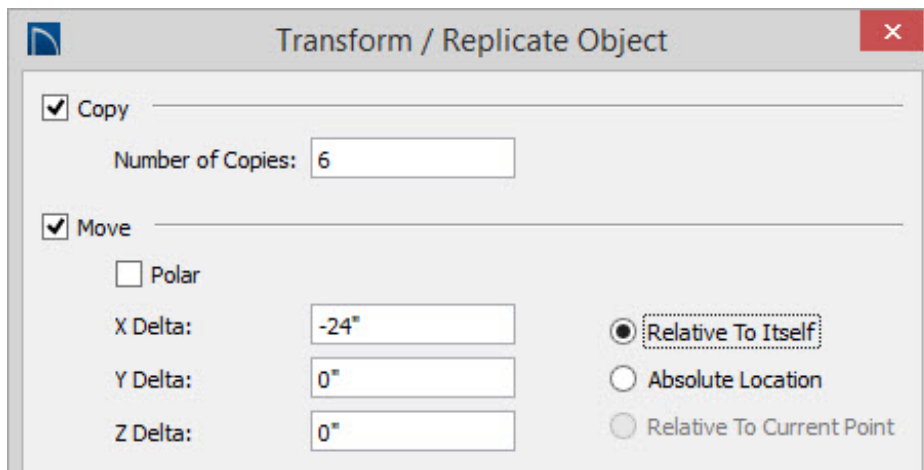 Transform / Replicate Object
Copy
Number of Copies: 6
Move
Polar
X Delta: -24" Relative To Itself
Y Delta: 0" Absolute Location
Z Delta: 0" Relative To Current Point